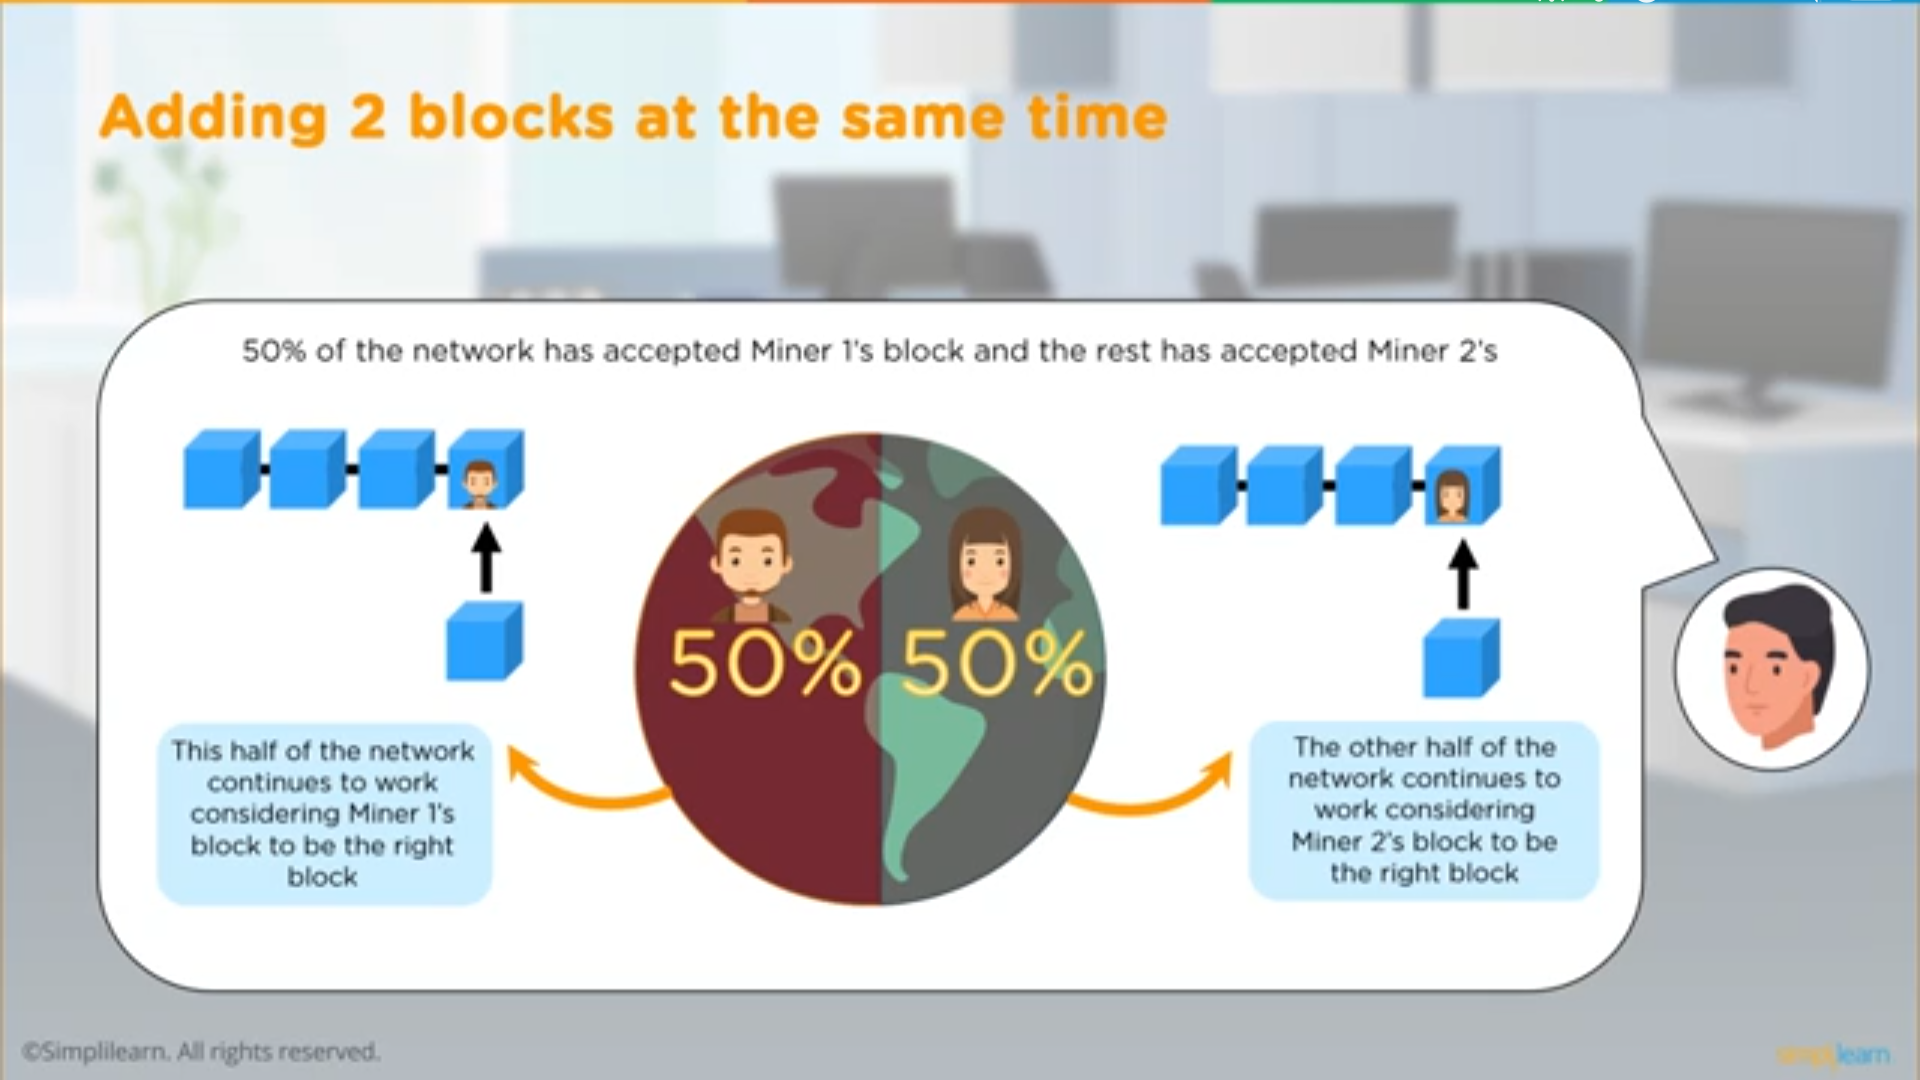 Adding 2 blocks at the same time
50% of the network has accepted Miner 1's block and the rest has accepted Miner 2's
50% 50%
This half of the network
continues to work
considering Miner 1's
block to be the right
block
The other half of the
network continues to
work considering
Miner 2's block to be
the right block
©Simplilearn. All rights reserved.
simplilearn